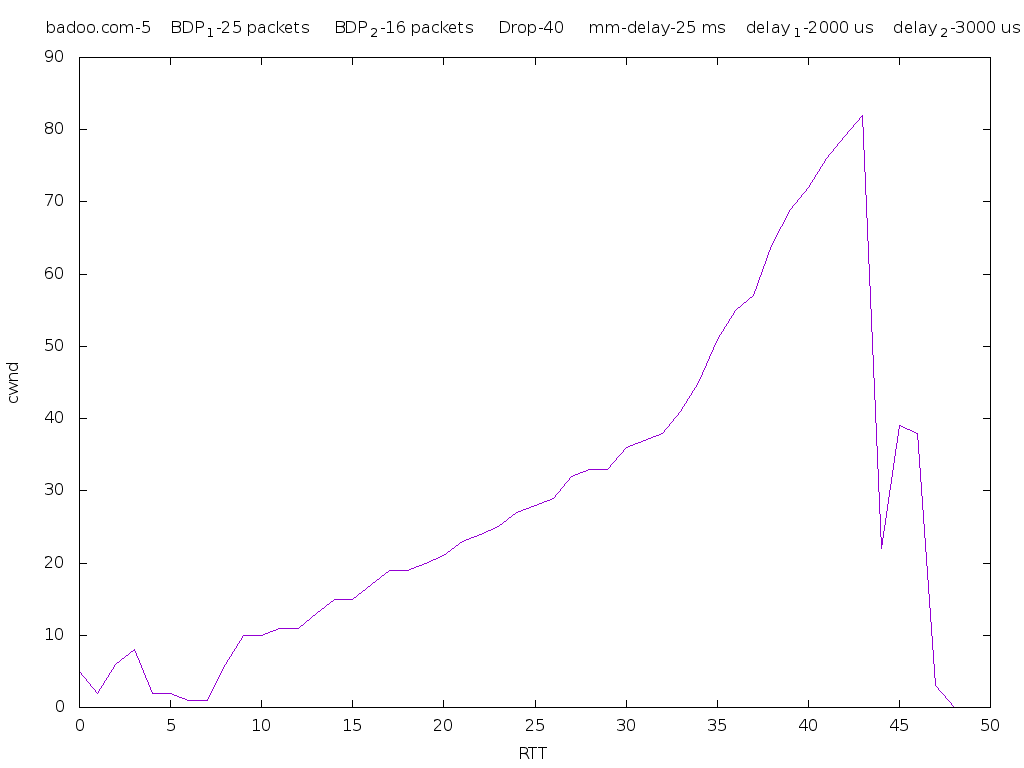 badoo.com-5 BDP1-25 packets BDP2-16 packets Drop-40 mm-delay-25 ms delay1-2000 us delay2-3000 us
90
80
70
60
50
40
30
20
10
0
cwnd
0 5 10 15 20 25 30 35 40 45 50
RTT